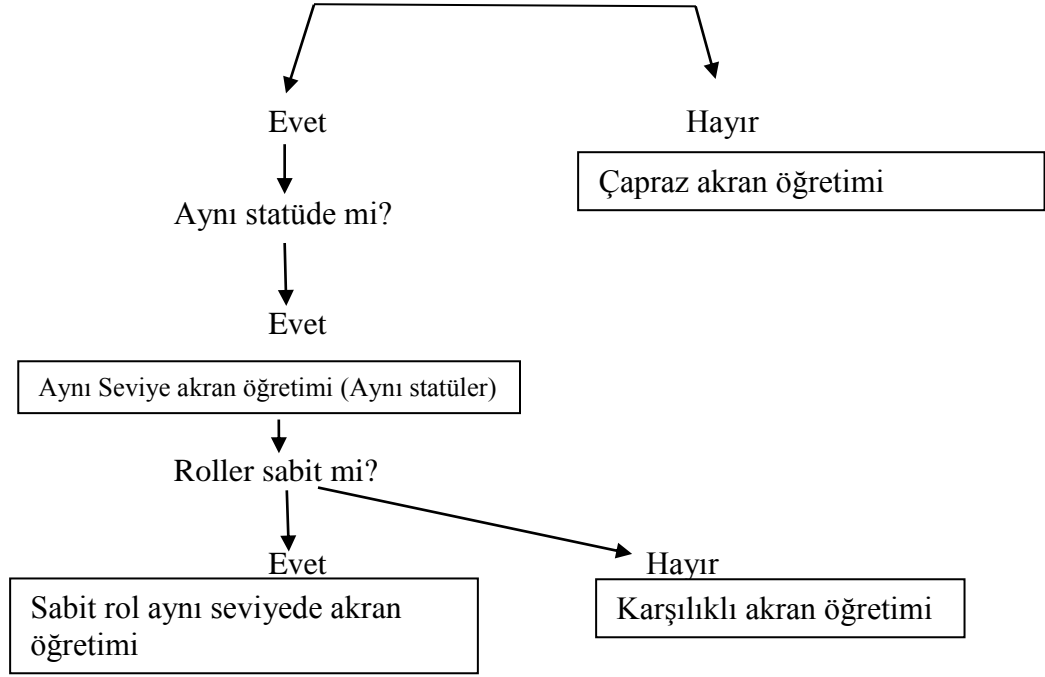 Evet
Hayır
Çapraz akran öğretimi
Aynı statüde mi?
Evet
Aynı Seviye akran öğretimi (Aynı statüler)
Roller sabit mi?
Evet
Hayır
Sabit rol aynı seviyede akran
öğretimi
Karşılıklı akran öğretimi